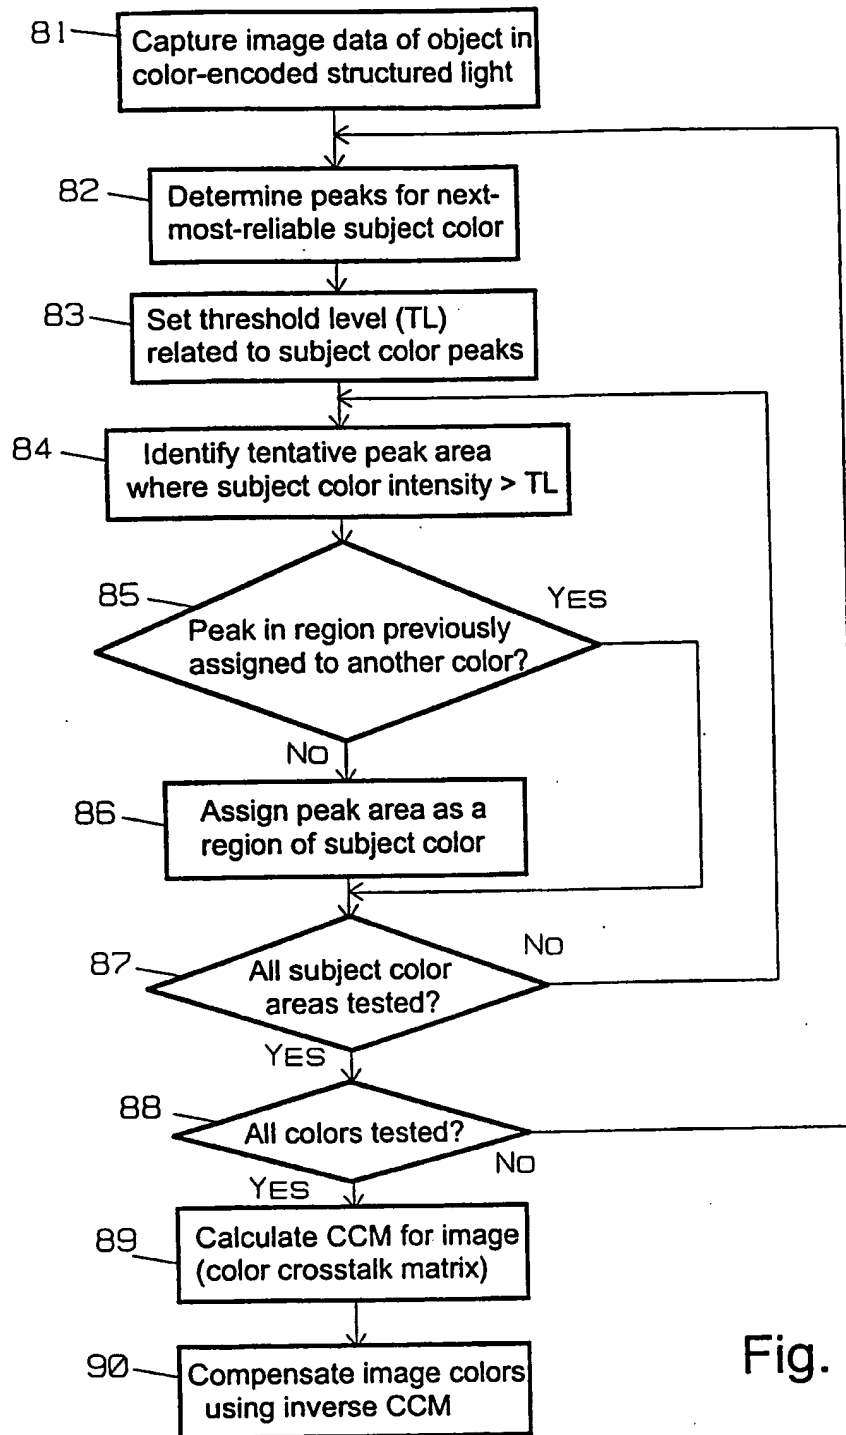 81
Capture image data of object in
color-encoded structured light
82
Determine peaks for next-
most-reliable subject color
83
Set threshold level (TL)
related to subject color peaks
84
Identify tentative peak area
where subject color intensity > TL
85
YES
Peak in region previously
assigned to another color?
NO
86
Assign peak area as a
region of subject color
87
NO
All subject color
areas tested?
YES
88
All colors tested?
NO
YES
89
Calculate CCM for image
(color crosstalk matrix)
90
Compensate image colors
using inverse CCM
Fig.